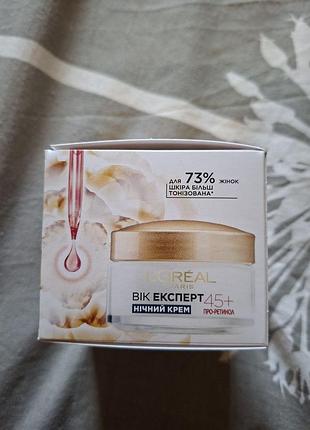 для 73% жінок
ШКІРА БІЛЬШ
ТОНІЗОВАНА*
L'ORÉAL
PARIS
ВІК ЕКСПЕРТ 45+
НІЧНИЙ КРЕМ ПРО-РЕТИНОЛ